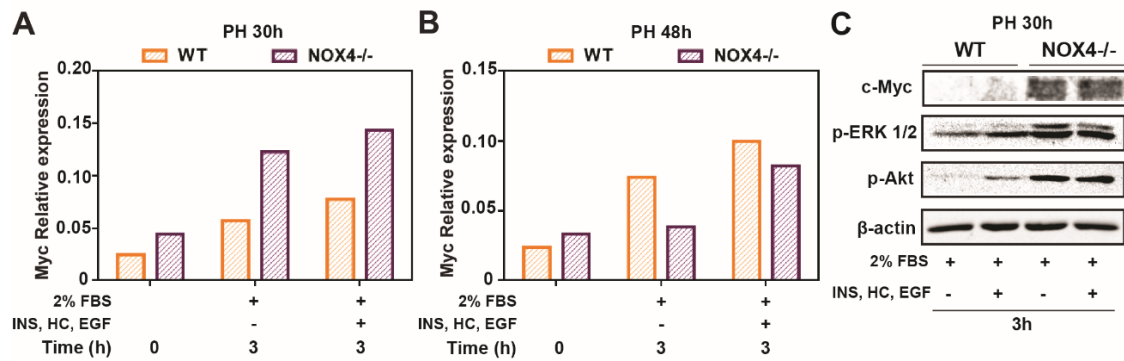 A
PH 30h
WT NOX4-/-
Myc Relative expression
0.20
0.15
0.10
0.05
0
2% FBS + +
INS, HC, EGF - +
Time (h) 0 3 3
B
PH 48h
WT NOX4-/-
Myc Relative expression
0.15
0.10
0.05
0
2% FBS + +
INS, HC, EGF - +
Time (h) 0 3 3
C
PH 30h
WT NOX4-/-
c-Myc
p-ERK 1/2
p-Akt
β-actin
2% FBS + + + +
INS, HC, EGF - + - +
3h